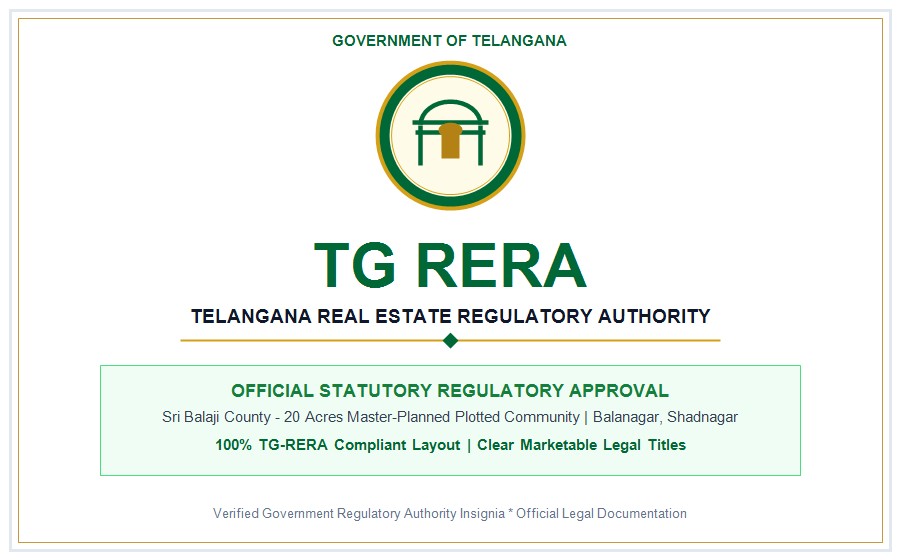 GOVERNMENT OF TELANGANA
TG RERA
TELANGANA REAL ESTATE REGULATORY AUTHORITY
OFFICIAL STATUTORY REGULATORY APPROVAL
Sri Balaji County - 20 Acres Master-Planned Plotted Community | Balanagar, Shadnagar
100% TG-RERA Compliant Layout | Clear Marketable Legal Titles
Verified Government Regulatory Authority Insignia * Official Legal Documentation